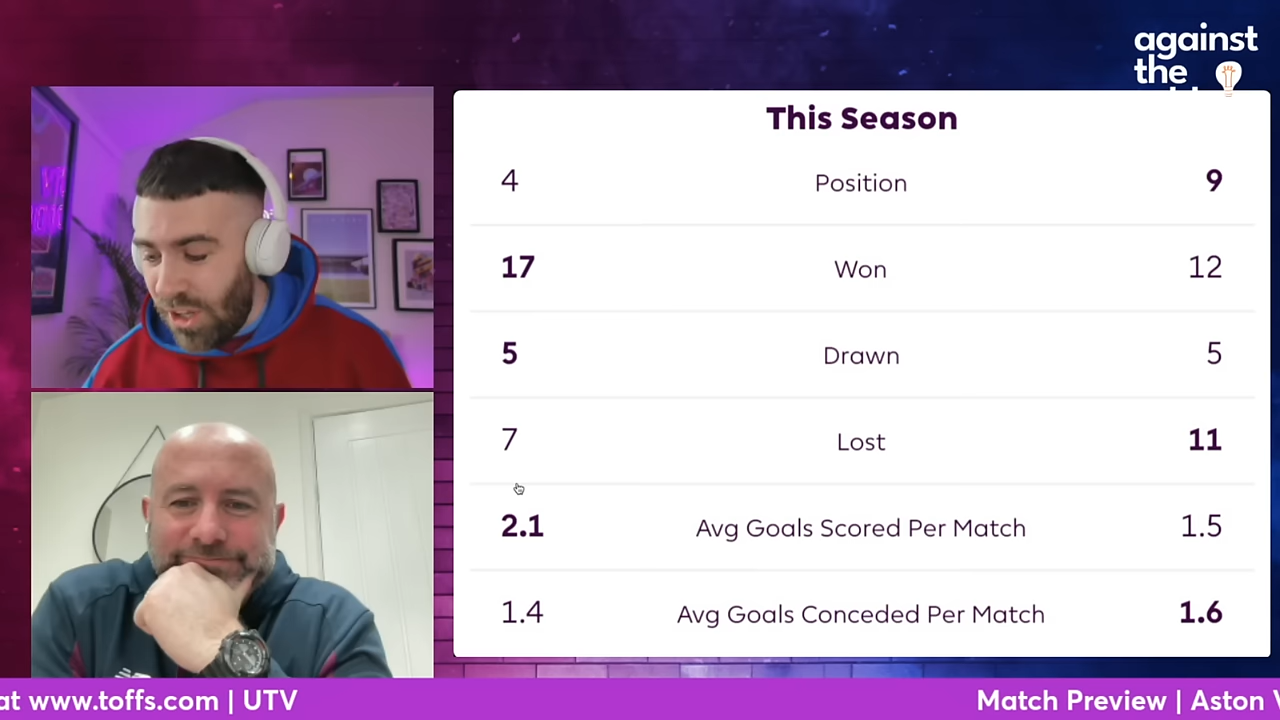 against
the
This Season
4 Position 9
17 Won 12
5 Drawn 5
7 Lost 11
2.1 Avg Goals Scored Per Match 1.5
1.4 Avg Goals Conceded Per Match 1.6
at www.toffs.com | UTV
Match Preview | Aston V